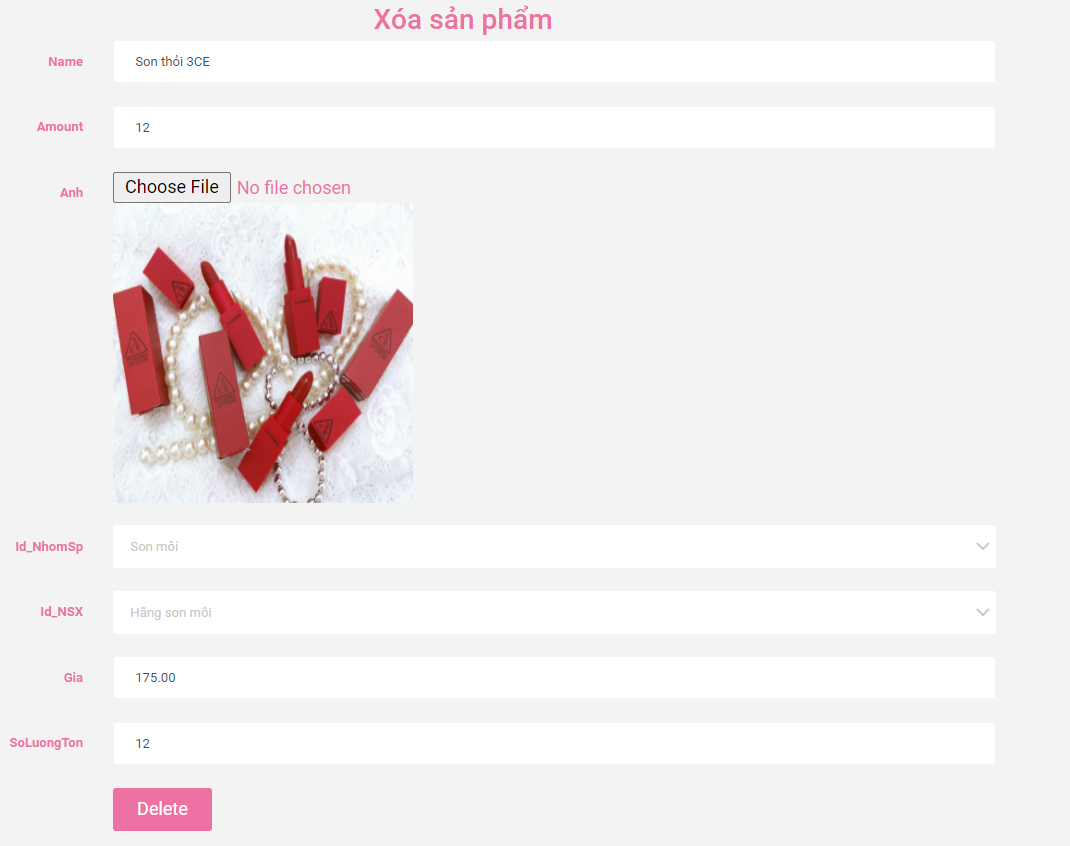 Xóa sản phẩm
Name
Son thỏi 3CE
Amount
12
Anh
Choose File No file chosen
Id_NhomSp
Son môi
Id_NSX
Hãng son môi
Gia
175.00
SoLuongTon
12
Delete